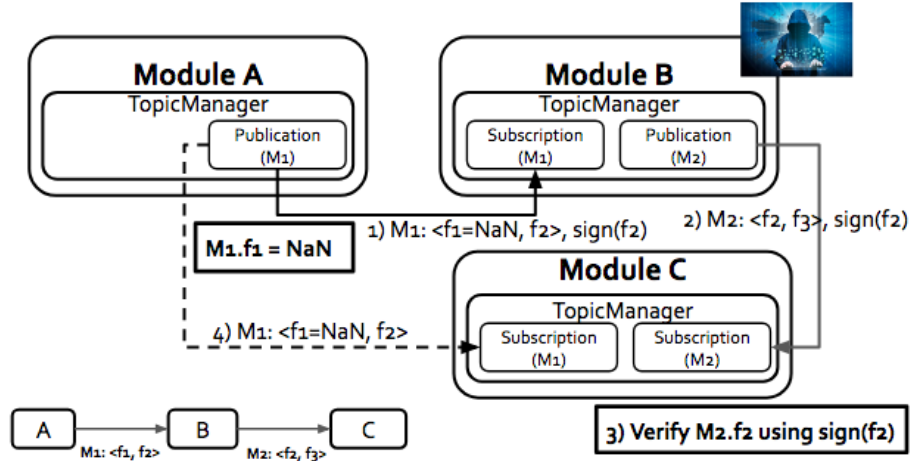 Module A
TopicManager
Publication
(M1)
Module B
TopicManager
Subscription
(M1)
Publication
(M2)
M1.f1 = NaN
1) M1: <f1=NaN, f2>, sign(f2)
2) M2: <f2, f3>, sign(f2)
Module C
TopicManager
Subscription
(M1)
Subscription
(M2)
4) M1: <f1=NaN, f2>
A
B
C
M1: <f1, f2>
M2: <f2, f3>
3) Verify M2.f2 using sign(f2)